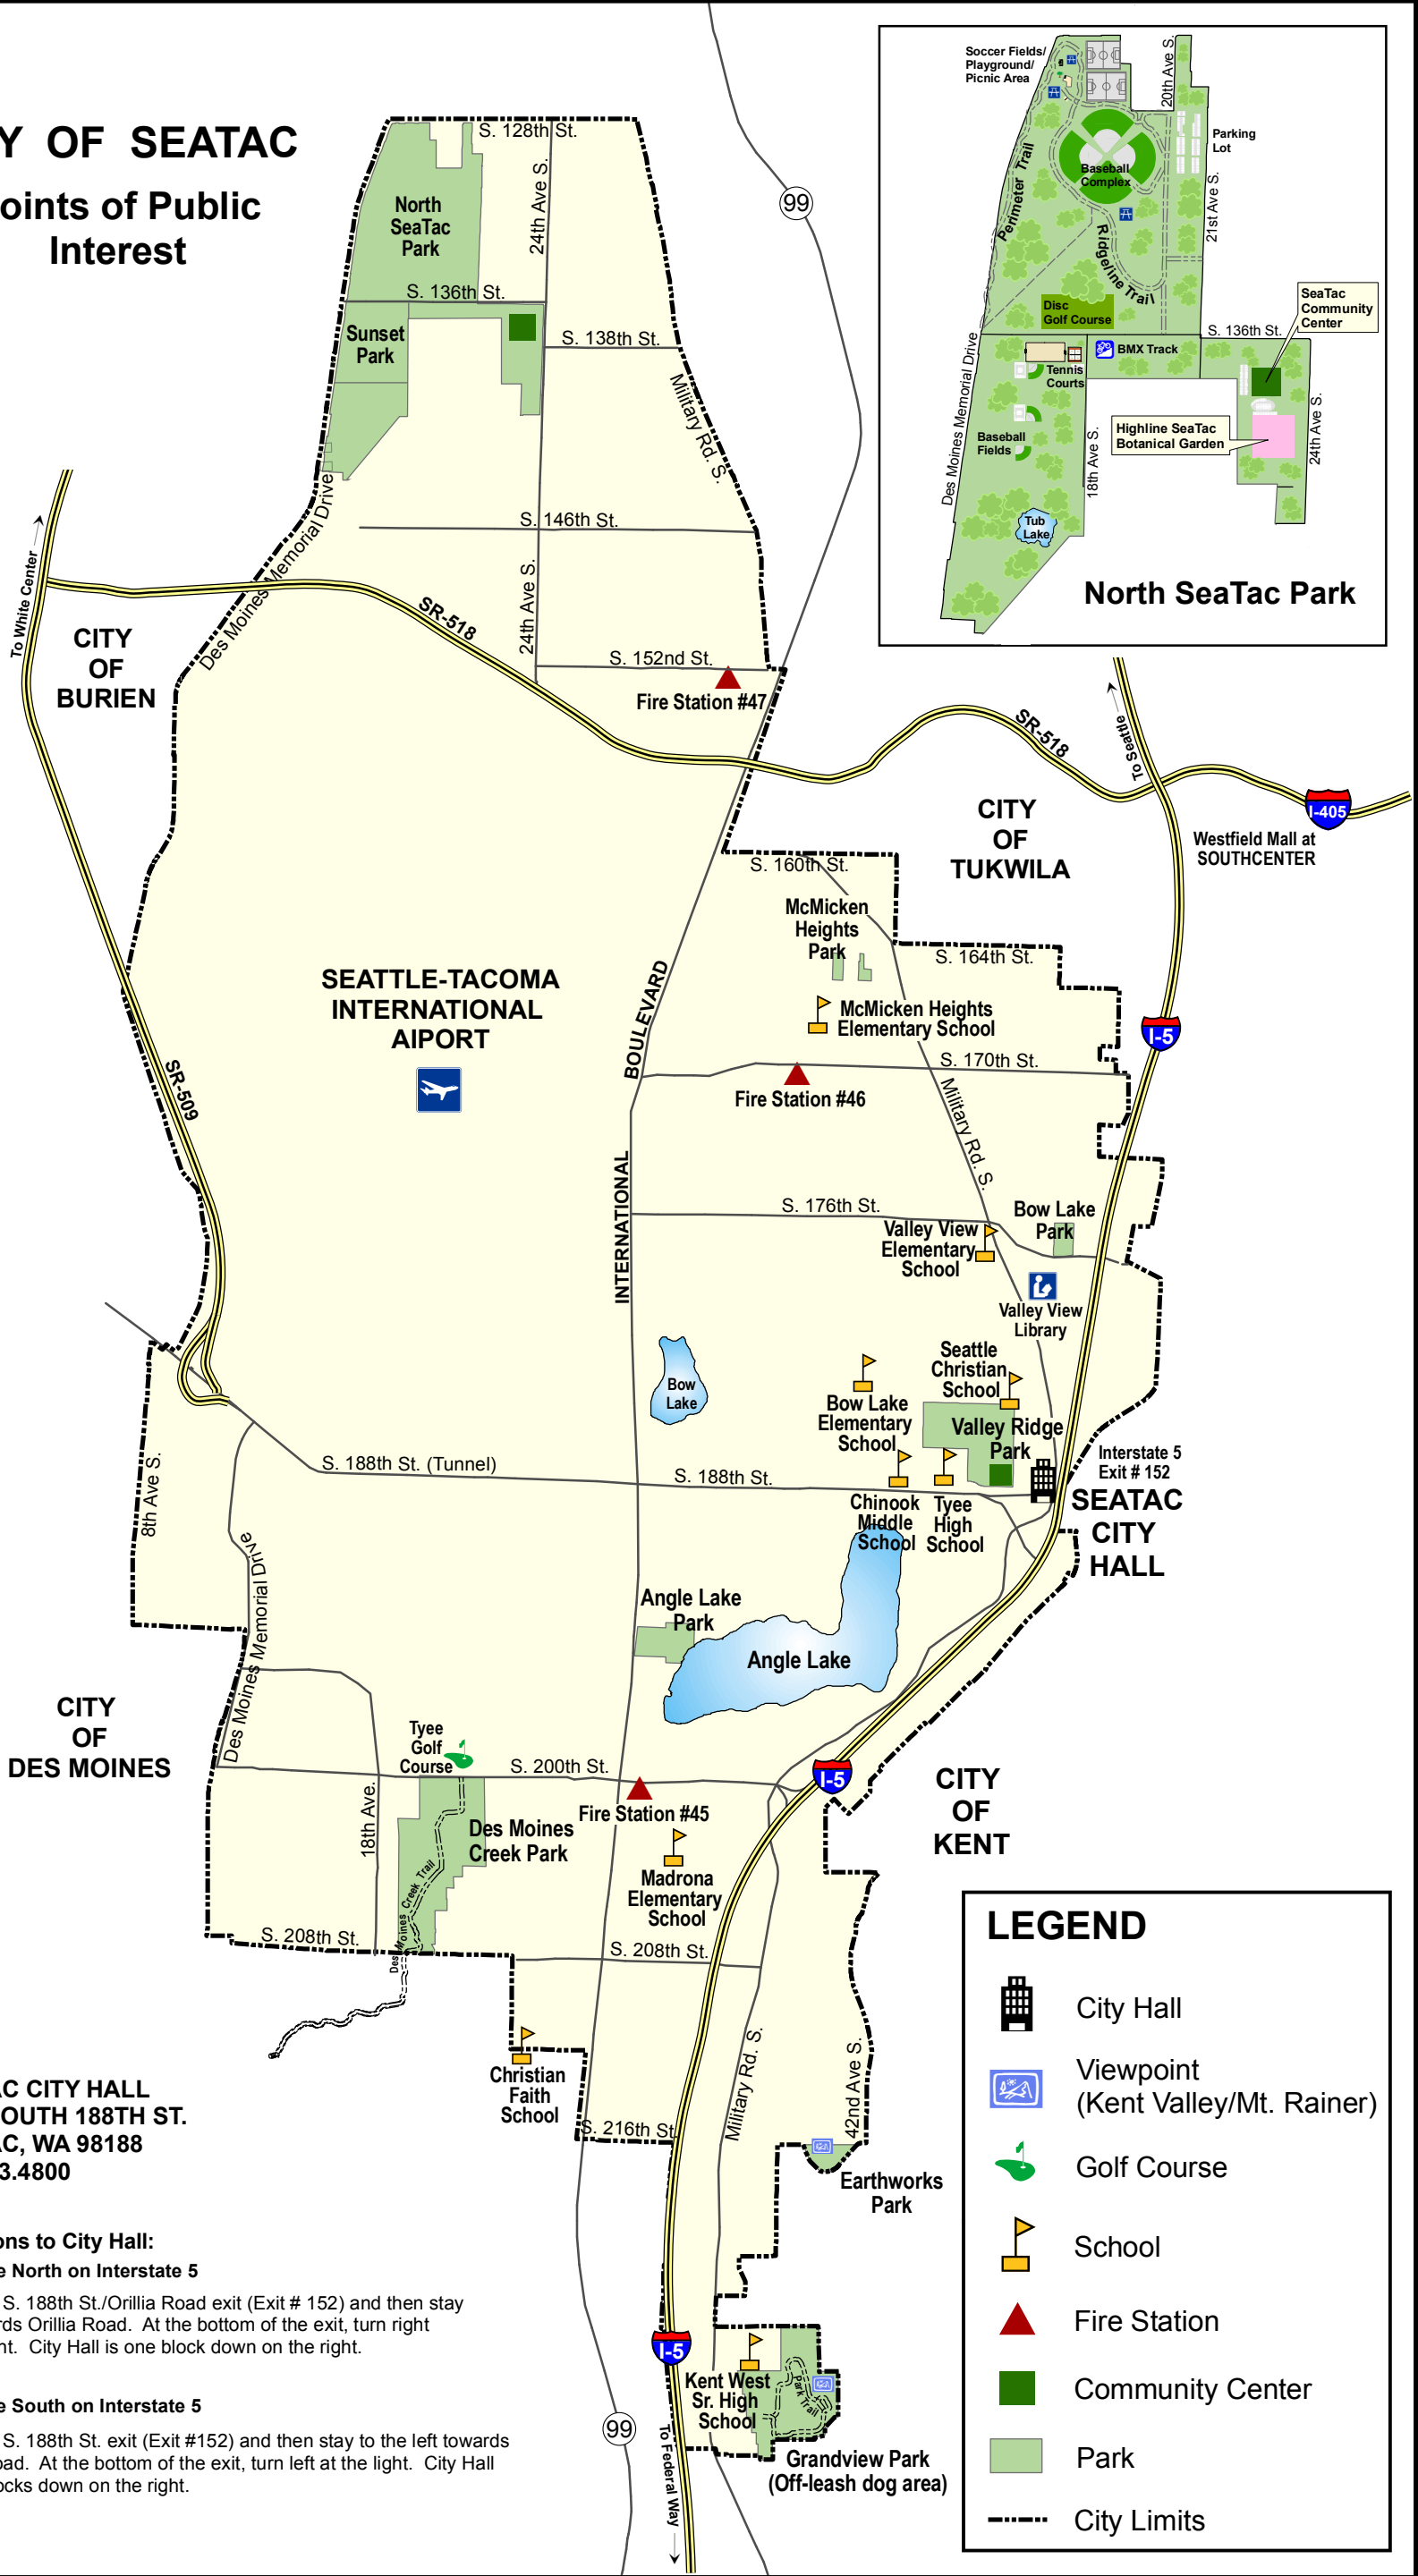 Y OF SEATAC
oints of Public
Interest
S. 128th St.
North
SeaTac
Park
24th Ave S.
99
S. 136th St.
Sunset
Park
S. 138th St.
Military Rd. S.
Des Moines Memorial Drive
S. 146th St.
24th Ave S.
To White Center
SR-518
CITY
OF
BURIEN
S. 152nd St.
Fire Station #47
Soccer Fields/
Playground/
Picnic Area
20th Ave S.
Parking
Lot
Baseball
Complex
Perimeter Trail
21st Ave S.
Ridgeline Trail
Disc
Golf Course
SeaTac
Community
Center
S. 136th St.
BMX Track
Tennis
Courts
Des Moines Memorial Drive
Highline SeaTac
Botanical Garden
24th Ave S.
18th Ave S.
Baseball
Fields
Tub
Lake
North SeaTac Park
SR-518
To Seattle
I-405
CITY
OF
TUKWILA
Westfield Mall at
SOUTHCENTER
S. 160th St.
McMicken
Heights
Park
S. 164th St.
SEATTLE-TACOMA
INTERNATIONAL
AIPORT
BOULEVARD
McMicken Heights
Elementary School
I-5
S. 170th St.
SR-509
Fire Station #46
Military Rd. S.
INTERNATIONAL
S. 176th St.
Bow Lake
Park
Valley View
Elementary
School
Valley View
Library
Bow
Lake
Seattle
Christian
School
Bow Lake
Elementary
School
Valley Ridge
Park
Interstate 5
Exit # 152
8th Ave S.
S. 188th St. (Tunnel)
S. 188th St.
Chinook
Middle
School
Tyee
High
School
SEATAC
CITY
HALL
Des Moines Memorial Drive
Angle Lake
Park
Angle Lake
CITY
OF
DES MOINES
Tyee
Golf
Course
S. 200th St.
I-5
CITY
OF
KENT
18th Ave.
Fire Station #45
Des Moines
Creek Park
Des Moines Creek Trail
Madrona
Elementary
School
S. 208th St.
S. 208th St.
Christian
Faith
School
Military Rd. S.
42nd Ave S.
S. 216th St.
Earthworks
Park
AC CITY HALL
OUTH 188TH ST.
AC, WA 98188
3.4800
ons to City Hall:
e North on Interstate 5
S. 188th St./Orillia Road exit (Exit # 152) and then stay
rds Orillia Road. At the bottom of the exit, turn right
nt. City Hall is one block down on the right.
e South on Interstate 5
S. 188th St. exit (Exit #152) and then stay to the left towards
oad. At the bottom of the exit, turn left at the light. City Hall
ocks down on the right.
I-5
Kent West
Sr. High
School
Park Trail
99
To Federal Way
Grandview Park
(Off-leash dog area)
LEGEND
City Hall
Viewpoint
(Kent Valley/Mt. Rainer)
Golf Course
School
Fire Station
Community Center
Park
City Limits